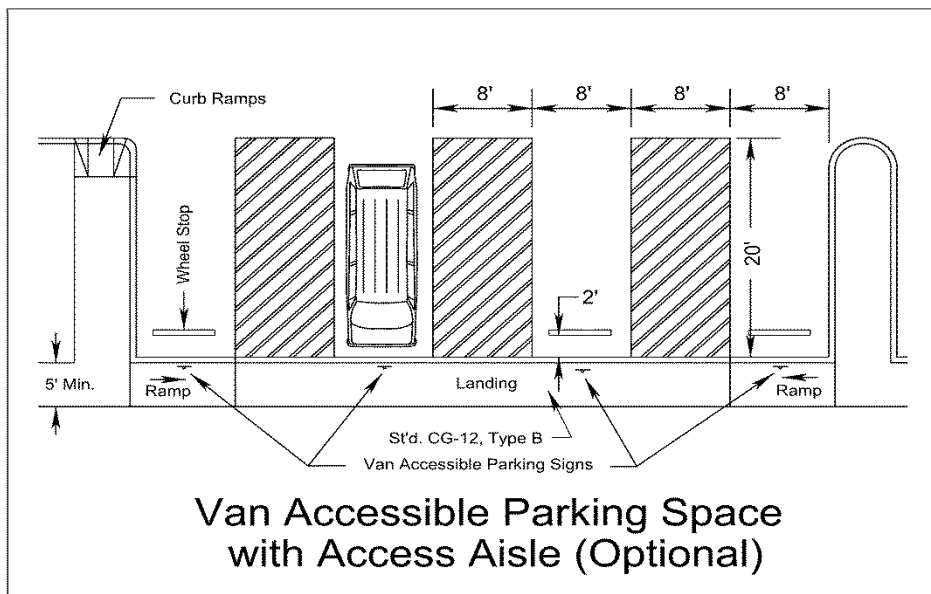 8' 8' 8' 8'
Curb Ramps
Wheel Stop
20'
2'
5' Min.
Ramp
Landing
Ramp
St'd. CG-12, Type B
Van Accessible Parking Signs
Van Accessible Parking Space
with Access Aisle (Optional)